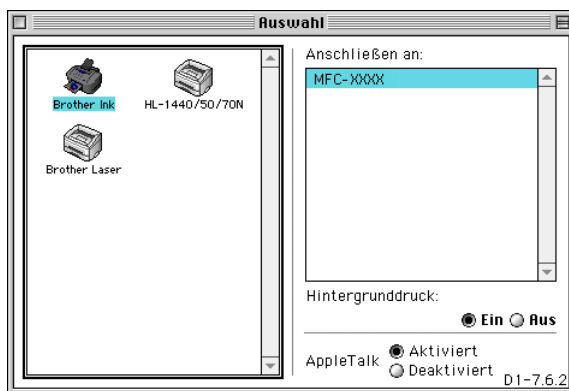 Auswahl
Brother Ink
HL-1440/50/70N
Brother Laser
Anschließen an:
MFC-XXXX
Hintergrunddruck:
Ein Aus
AppleTalk
Aktiviert
Deaktiviert
D1-7.6.2